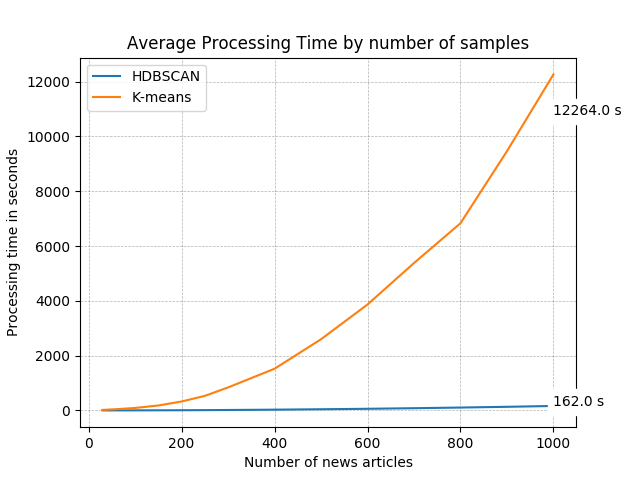 Average Processing Time by number of samples
HDBSCAN
K-means
12000
10000
8000
6000
4000
2000
0
Processing time in seconds
12264.0 s
162.0 s
0
200
400
600
800
1000
Number of news articles